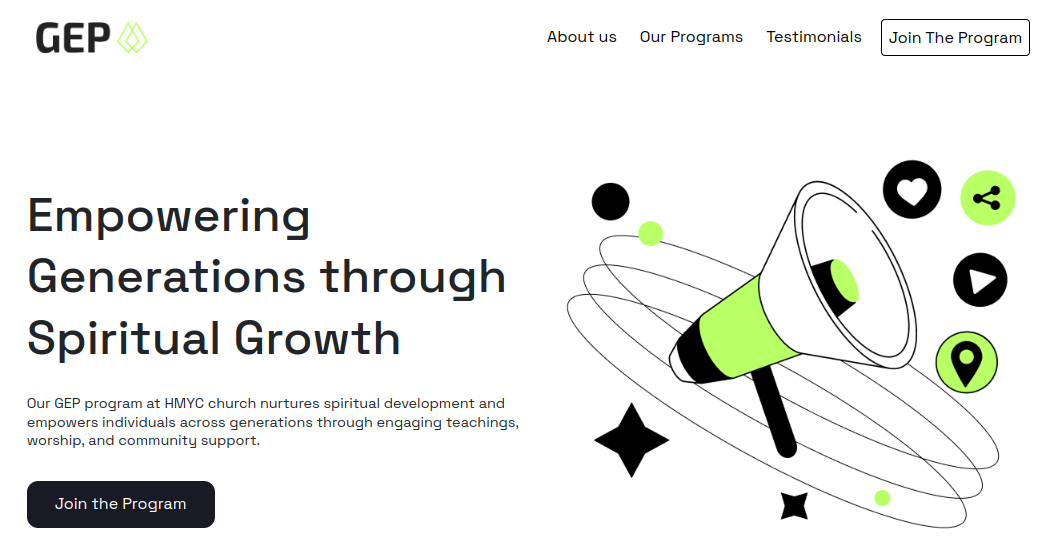 GEP
About us
Our Programs
Testimonials
Join The Program
Empowering
Generations through
Spiritual Growth
Our GEP program at HMYC church nurtures spiritual development and
empowers individuals across generations through engaging teachings,
worship, and community support.
Join the Program